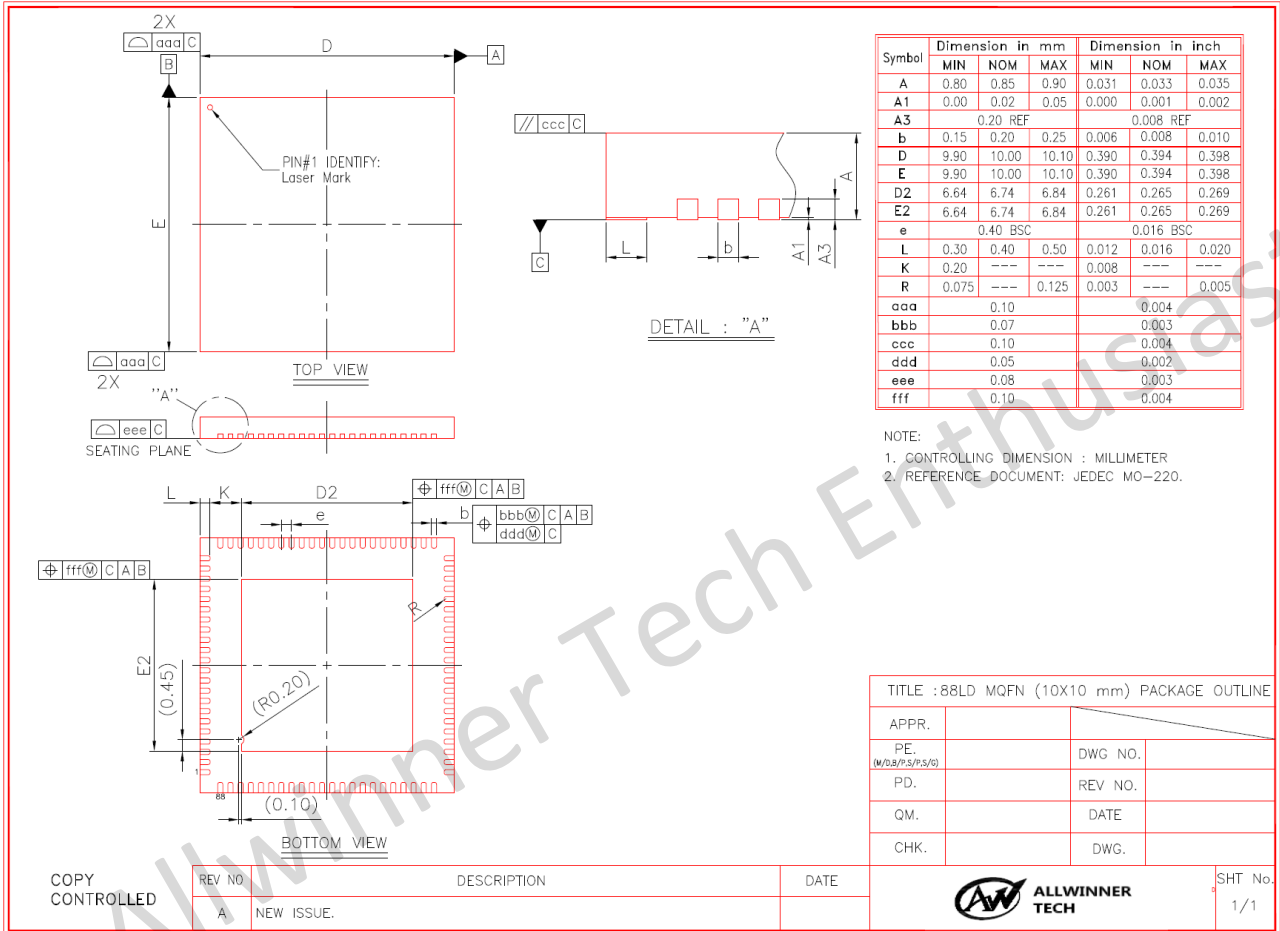 2X
aaa C
B
D
A
E
PIN#1 IDENTIFY:
Laser Mark
aaa C
2X
TOP VIEW
"A"
eee C
SEATING PLANE
// ccc C
A
C
L
b
A1
A3
DETAIL : "A"
Symbol Dimension in mm Dimension in inch
MIN NOM MAX MIN NOM MAX
A 0.80 0.85 0.90 0.031 0.033 0.035
A1 0.00 0.02 0.05 0.000 0.001 0.002
A3 0.20 REF 0.008 REF
b 0.15 0.20 0.25 0.006 0.008 0.010
D 9.90 10.00 10.10 0.390 0.394 0.398
E 9.90 10.00 10.10 0.390 0.394 0.398
D2 6.64 6.74 6.84 0.261 0.265 0.269
E2 6.64 6.74 6.84 0.261 0.265 0.269
e 0.40 BSC 0.016 BSC
L 0.30 0.40 0.50 0.012 0.016 0.020
K 0.20 --- --- 0.008 --- ---
R 0.075 --- 0.125 0.003 --- 0.005
aaa 0.10 0.004
bbb 0.07 0.003
ccc 0.10 0.004
ddd 0.05 0.002
eee 0.08 0.003
fff 0.10 0.004
NOTE:
1. CONTROLLING DIMENSION : MILLIMETER
2. REFERENCE DOCUMENT: JEDEC MO-220.
L K D2
fffⓂ C A B
e
b
bbbⓂ C A B
dddⓂ C
fffⓂ C A B
R
E2
(0.45)
(R0.20)
1
88
(0.10)
BOTTOM VIEW
Allwinner Tech Enthusiast
TITLE :88LD MQFN (10X10 mm) PACKAGE OUTLINE
APPR.
PE.
(M/D,B/P,S/P,S/G)
DWG NO.
PD.
REV NO.
QM.
DATE
CHK.
DWG.
COPY
CONTROLLED
REV NO DESCRIPTION DATE
A NEW ISSUE.
AW
ALLWINNER
TECH
SHT No.
1/1